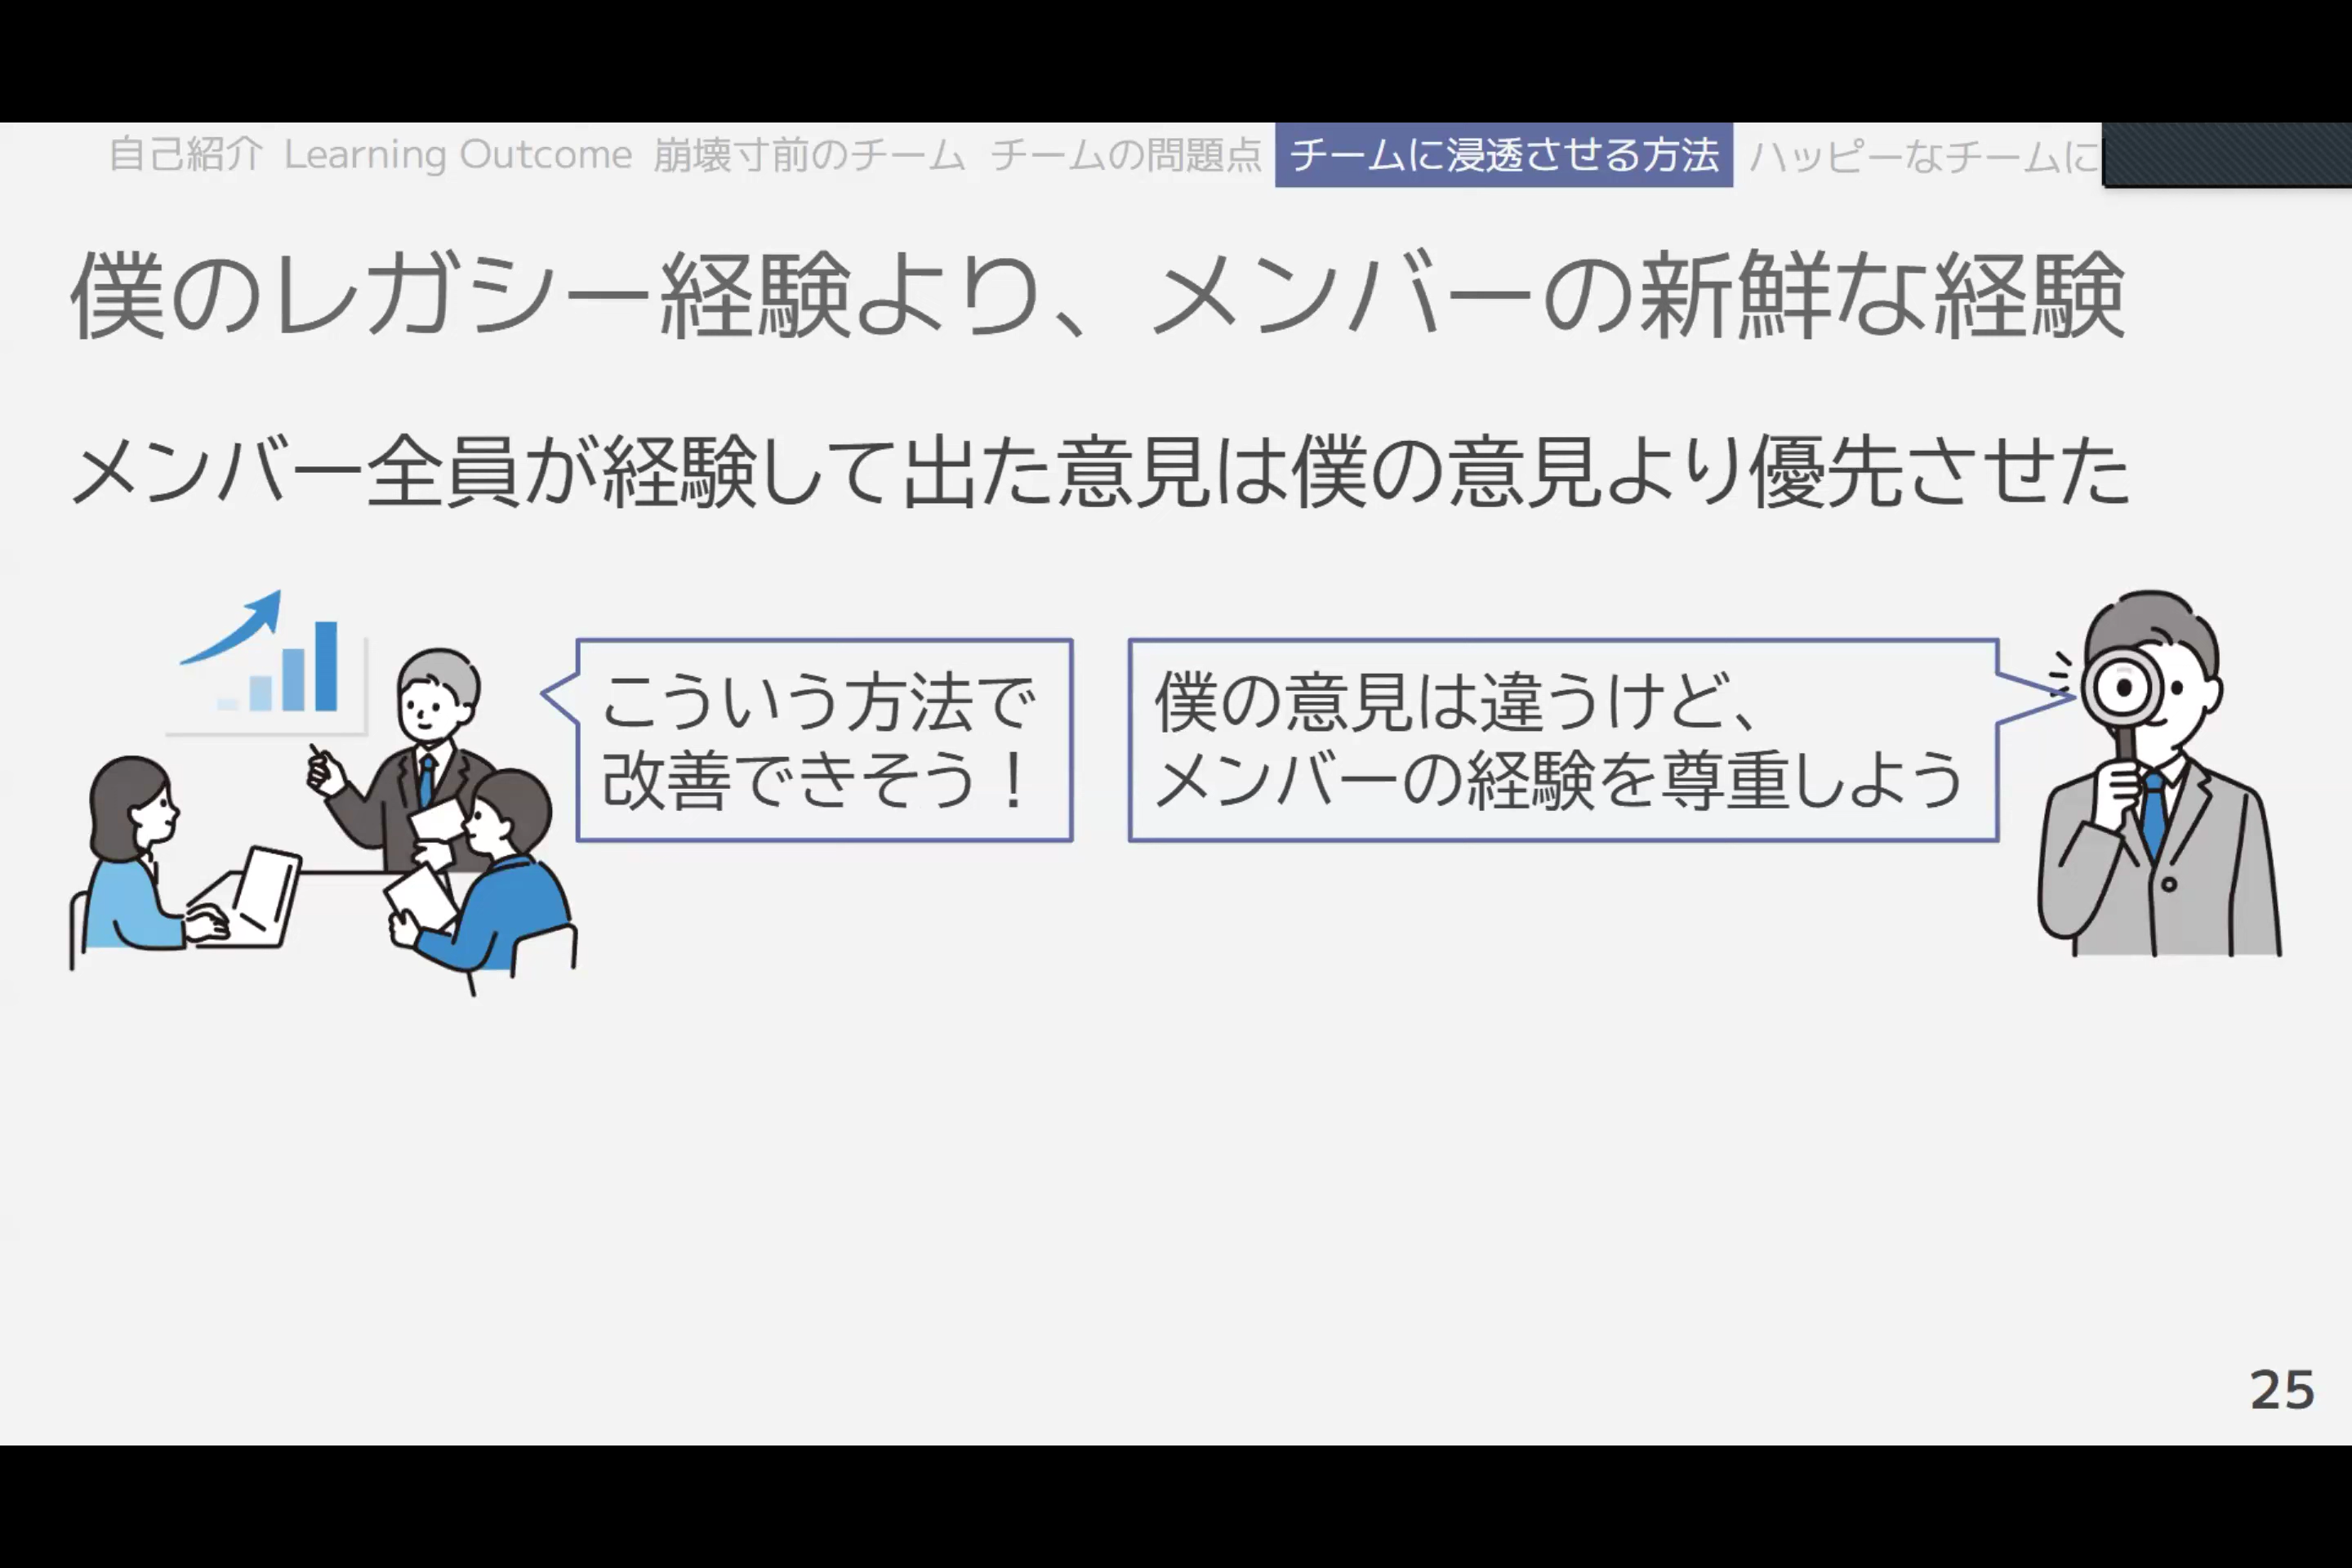 自己紹介 Learning Outcome 崩壊寸前のチーム チームの問題点 チームに浸透させる方法 ハッピーなチームに
僕のレガシー経験より、メンバーの新鮮な経験
メンバー全員が経験して出た意見は僕の意見より優先させた
こういう方法で
改善できそう！
僕の意見は違うけど、
メンバーの経験を尊重しよう
25